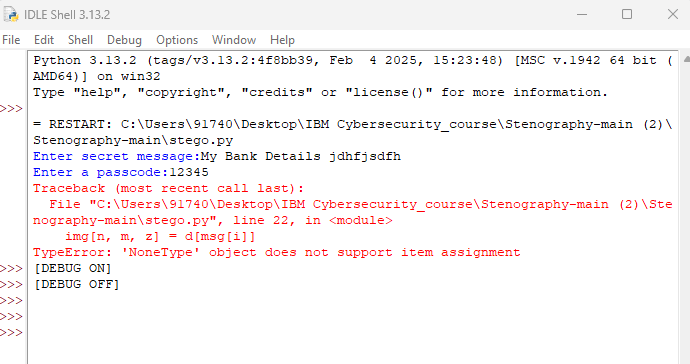 IDLE Shell 3.13.2
File Edit Shell Debug Options Window Help
Python 3.13.2 (tags/v3.13.2:4f8bb39, Feb  4 2025, 15:23:48) [MSC v.1942 64 bit (
AMD64)] on win32
Type "help", "copyright", "credits" or "license()" for more information.
>>>
= RESTART: C:\Users\91740\Desktop\IBM Cybersecurity_course\Stenography-main (2)\
Stenography-main\stego.py
Enter secret message:My Bank Details jdhfjsdfh
Enter a passcode:12345
Traceback (most recent call last):
  File "C:\Users\91740\Desktop\IBM Cybersecurity_course\Stenography-main (2)\Ste
nography-main\stego.py", line 22, in <module>
    img[n, m, z] = d[msg[i]]
TypeError: 'NoneType' object does not support item assignment
>>> [DEBUG ON]
>>> [DEBUG OFF]
>>>
>>>
>>>